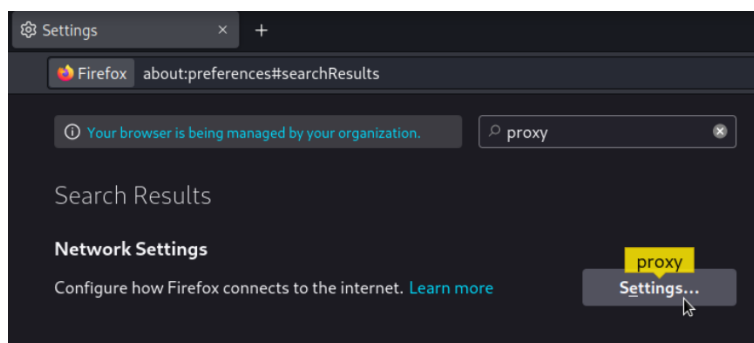 Settings
Firefox about:preferences#searchResults
Your browser is being managed by your organization. proxy
Search Results
Network Settings
proxy
Configure how Firefox connects to the internet. Learn more Settings...